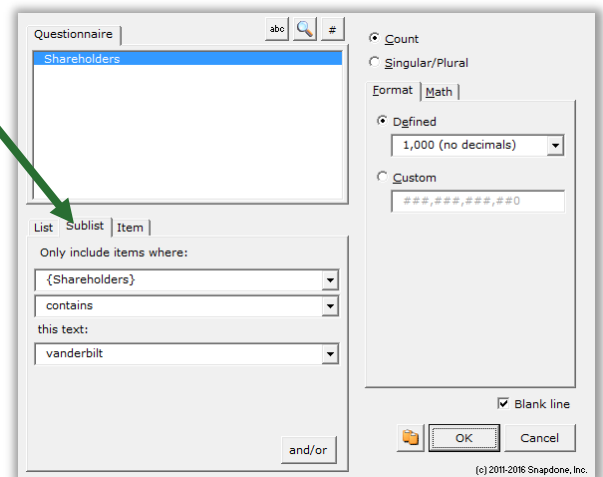 Questionnaire
abc
#
Shareholders
List
Sublist
Item
Only include items where:
{Shareholders}
contains
this text:
vanderbilt
and/or
Count
Singular/Plural
Format
Math
Defined
1,000 (no decimals)
Custom
###,###,###,##0
Blank line
OK
Cancel
(c) 2011-2016 Snapdone, Inc.